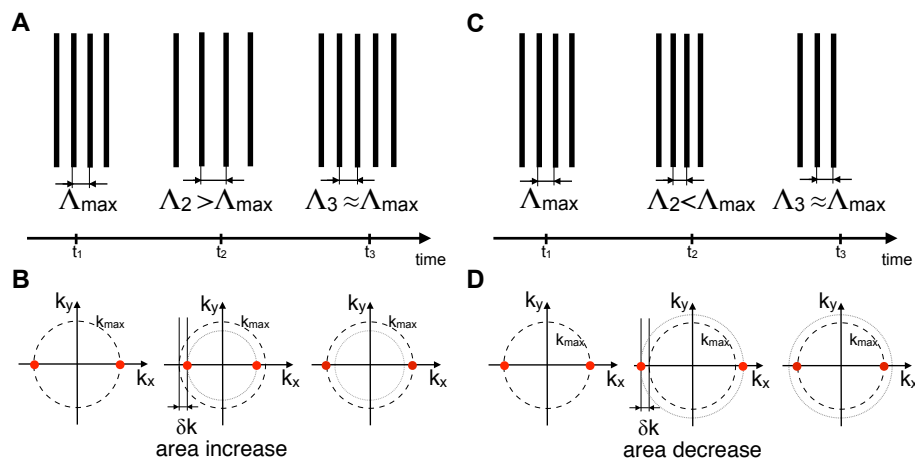 A
Λmax
Λ2 >Λmax
Λ3 ≈Λmax
t1
t2
t3
time
B
ky
kmax
kx
ky
kmax
kx
δk
ky
kmax
kx
area increase
C
Λmax
Λ2<Λmax
Λ3 ≈Λmax
t1
t2
t3
time
D
ky
kmax
kx
ky
kmax
kx
δk
ky
kmax
kx
area decrease